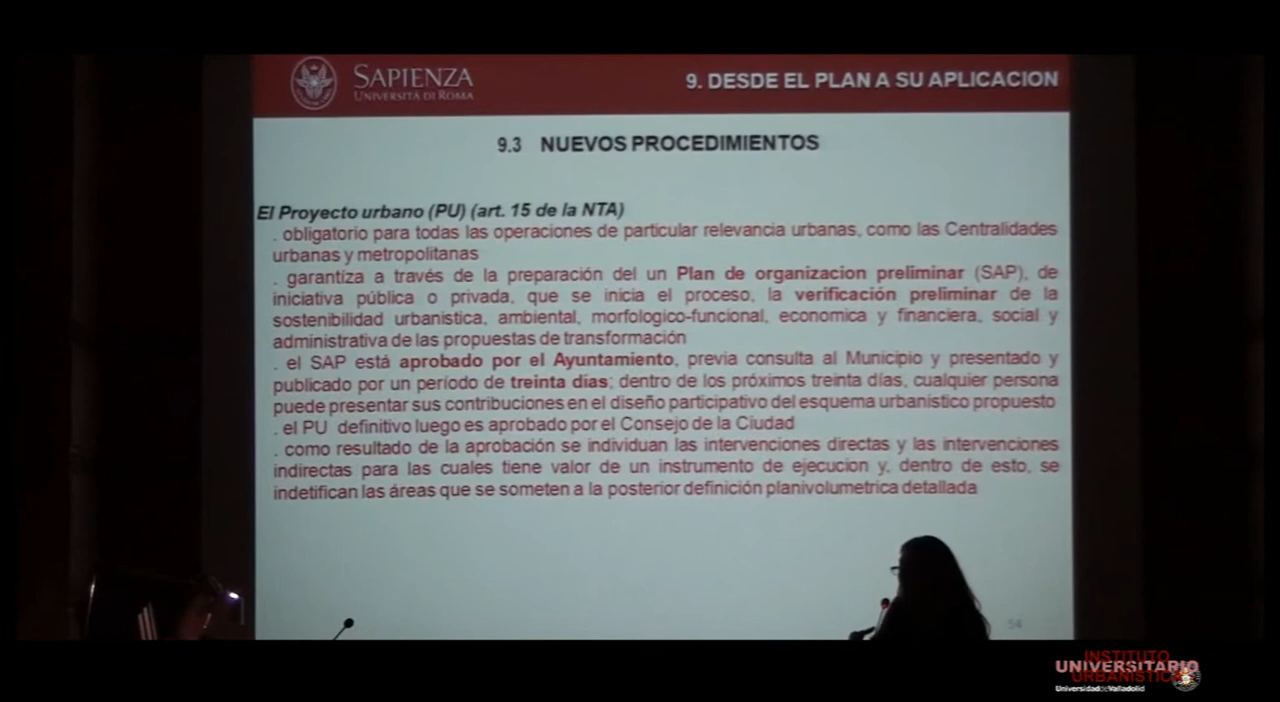 SAPIENZA
UNIVERSITÀ DI ROMA
9. DESDE EL PLAN A SU APLICACION
9.3 NUEVOS PROCEDIMIENTOS
El Proyecto urbano (PU) (art. 15 de la NTA)
. obligatorio para todas las operaciones de particular relevancia urbanas, como las Centralidades
urbanas y metropolitanas
. garantiza a través de la preparación del un Plan de organizacion preliminar (SAP), de
iniciativa pública o privada, que se inicia el proceso, la verificación preliminar de la
sostenibilidad urbanistica, ambiental, morfologico-funcional, economica y financiera, social y
administrativa de las propuestas de transformación
. el SAP está aprobado por el Ayuntamiento, previa consulta al Municipio y presentado y
publicado por un período de treinta dias; dentro de los próximos treinta días, cualquier persona
puede presentar sus contribuciones en el diseño participativo del esquema urbanistico propuesto
. el PU definitivo luego es aprobado por el Consejo de la Ciudad
. como resultado de la aprobación se individuan las intervenciones directas y las intervenciones
indirectas para las cuales tiene valor de un instrumento de ejecucion y, dentro de esto, se
indetifican las áreas que se someten a la posterior definición planivolumetrica detallada
54
INSTITUTO
UNIVERSITARIO
URBANÍSTICA
Universidad de Valladolid